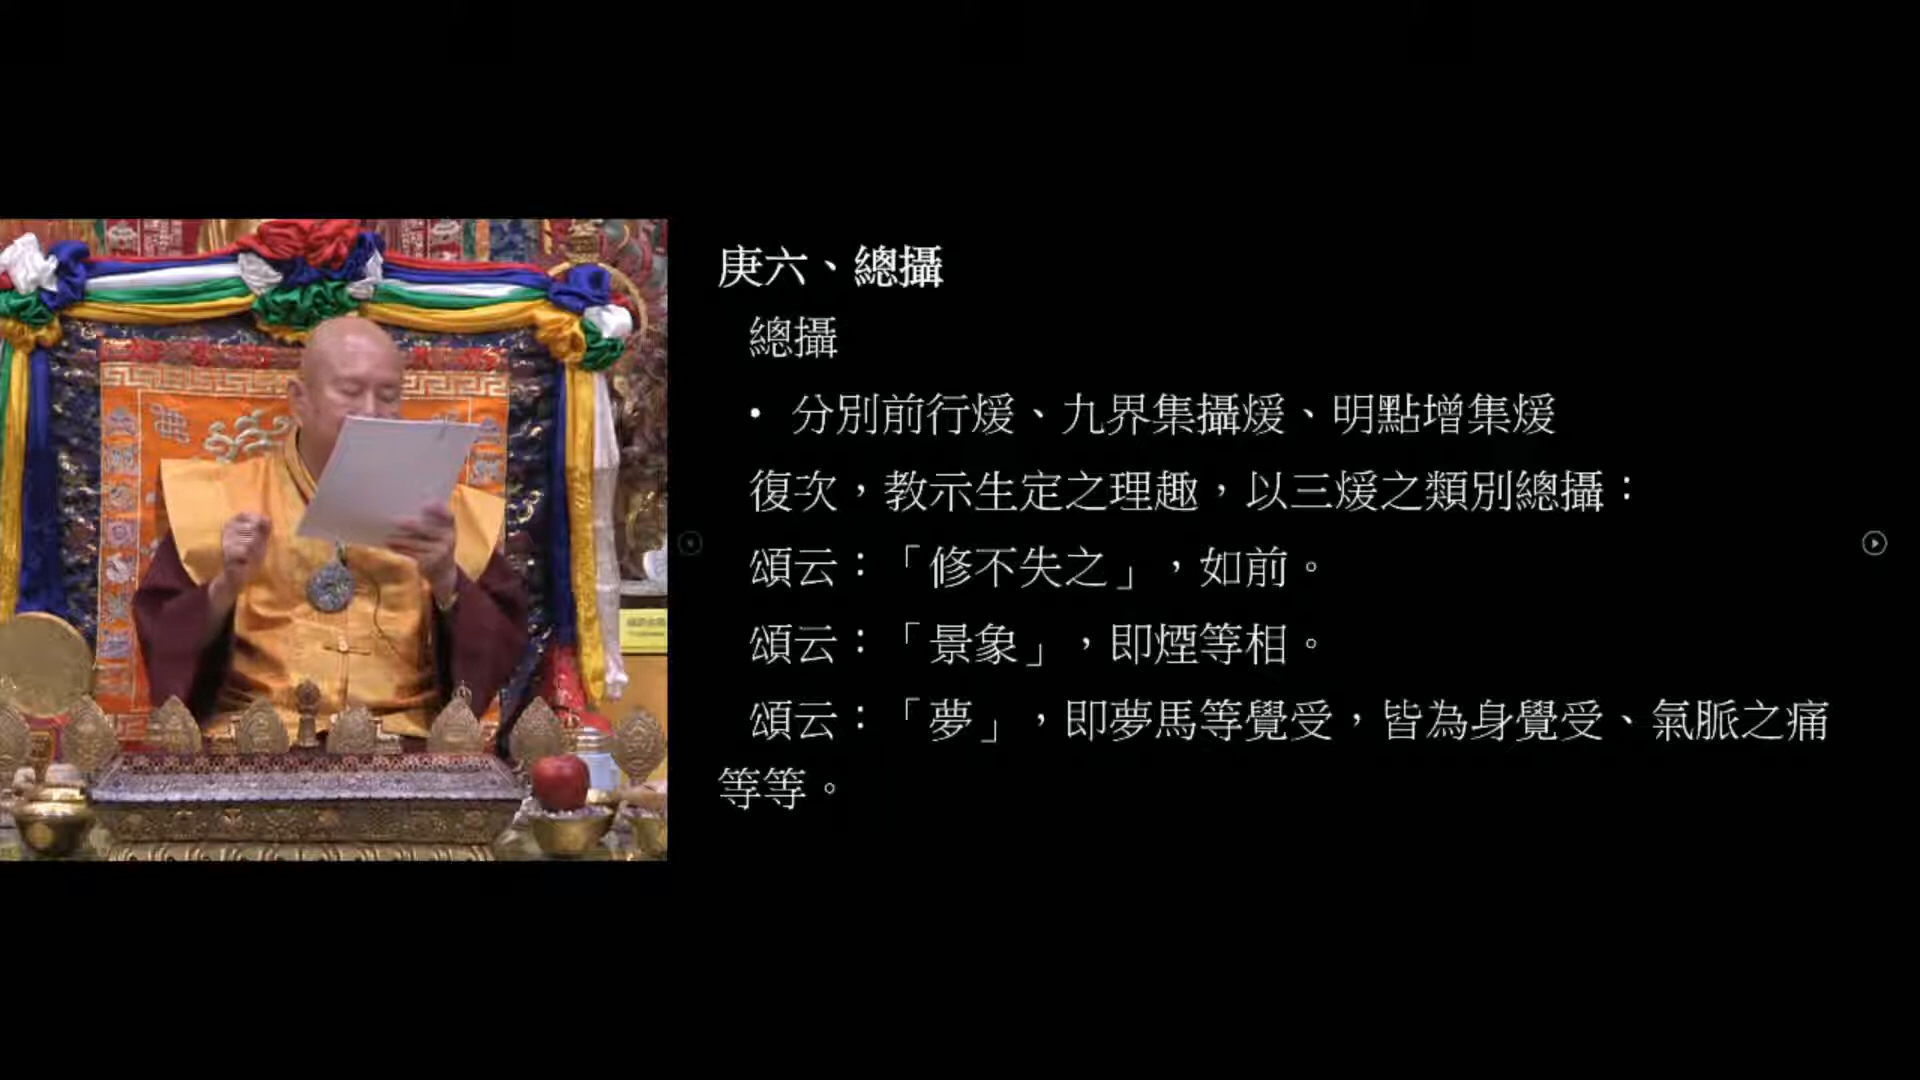 庚六、總攝
總攝
• 分別前行煖、九界集攝煖、明點增集煖
復次，教示生定之理趣，以三煖之類別總攝：
頌云：「修不失之」，如前。
頌云：「景象」，即煙等相。
頌云：「夢」，即夢馬等覺受，皆為身覺受、氣脈之痛
等等。